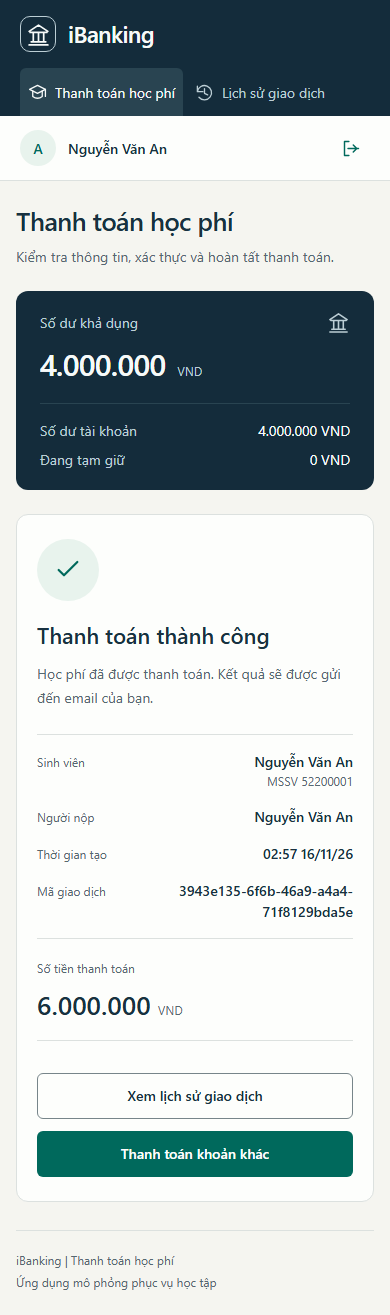 iBanking
Thanh toán học phí
Lịch sử giao dịch
A
Nguyễn Văn An
Thanh toán học phí
Kiểm tra thông tin, xác thực và hoàn tất thanh toán.
Số dư khả dụng
4.000.000 VND
Số dư tài khoản 4.000.000 VND
Đang tạm giữ 0 VND
Thanh toán thành công
Học phí đã được thanh toán. Kết quả sẽ được gửi
đến email của bạn.
Sinh viên Nguyễn Văn An
MSSV 52200001
Người nộp Nguyễn Văn An
Thời gian tạo 02:57 16/11/26
Mã giao dịch 3943e135-6f6b-46a9-a4a4-
71f8129bda5e
Số tiền thanh toán
6.000.000 VND
Xem lịch sử giao dịch
Thanh toán khoản khác
iBanking | Thanh toán học phí
Ứng dụng mô phỏng phục vụ học tập